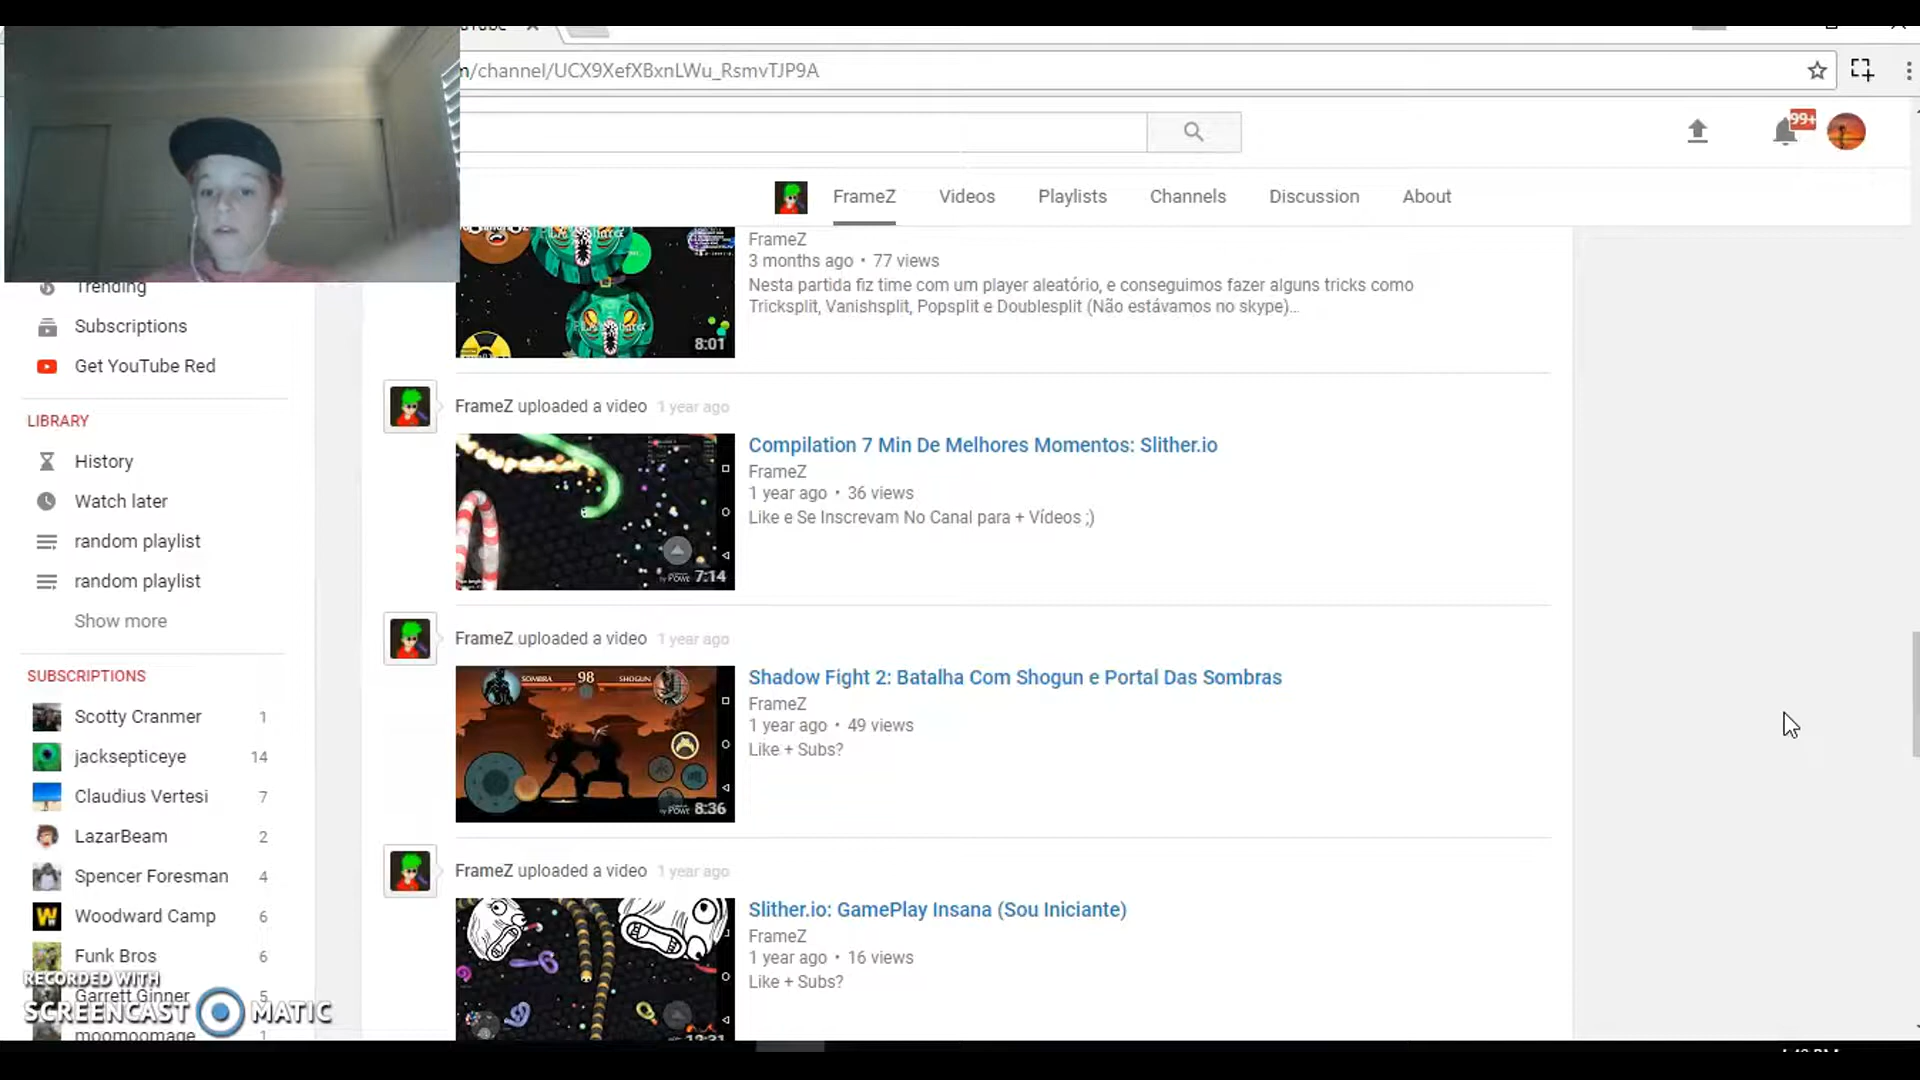 /channel/UCX9XefXBxnLWu_RsmvTJP9A
99+
FrameZ Videos Playlists Channels Discussion About
Trending
Subscriptions
Get YouTube Red
LIBRARY
History
Watch later
random playlist
random playlist
Show more
SUBSCRIPTIONS
Scotty Cranmer 1
jacksepticeye 14
Claudius Vertesi 7
LazarBeam 2
Spencer Foresman 4
Woodward Camp 6
Funk Bros 6
Garrett Ginner 5
moomoomage 1
RECORDED WITH
SCREENCAST MATIC
FrameZ
3 months ago • 77 views
Nesta partida fiz time com um player aleatório, e conseguimos fazer alguns tricks como
Tricksplit, Vanishsplit, Popsplit e Doublesplit (Não estávamos no skype)...
8:01
FrameZ uploaded a video 1 year ago
Compilation 7 Min De Melhores Momentos: Slither.io
FrameZ
1 year ago • 36 views
Like e Se Inscrevam No Canal para + Vídeos ;)
7:14
FrameZ uploaded a video 1 year ago
SOMBRA 98 SHOGUN
Shadow Fight 2: Batalha Com Shogun e Portal Das Sombras
FrameZ
1 year ago • 49 views
Like + Subs?
8:36
FrameZ uploaded a video 1 year ago
Slither.io: GamePlay Insana (Sou Iniciante)
FrameZ
1 year ago • 16 views
Like + Subs?